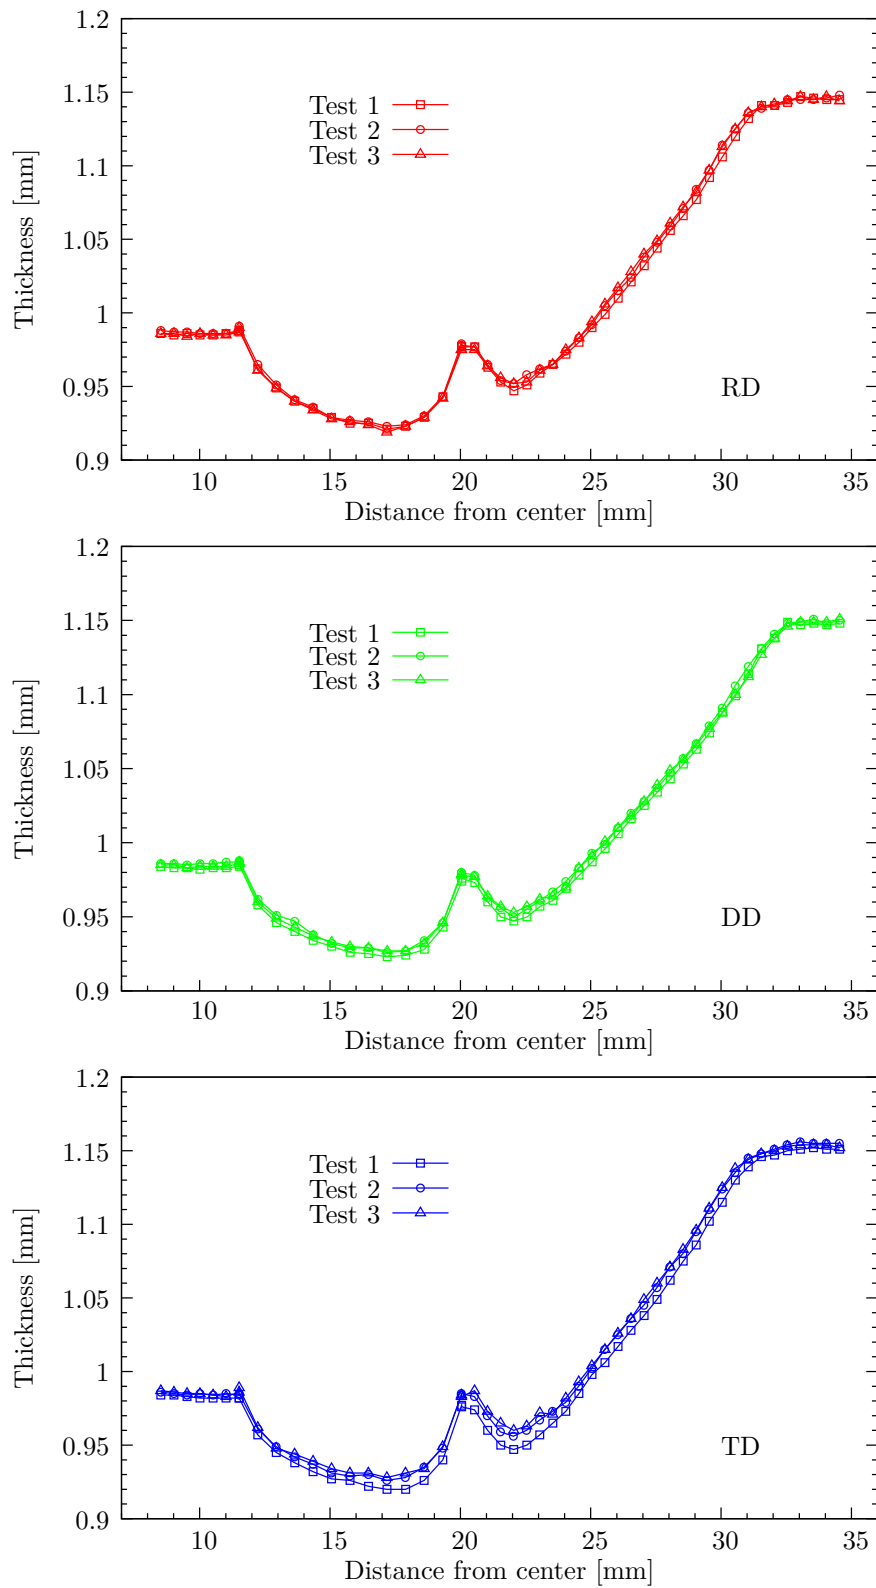 1.2
1.15
1.1
1.05
1
0.95
0.9
Thickness [mm]
Test 1
Test 2
Test 3
RD
10 15 20 25 30 35
Distance from center [mm]
1.2
1.15
1.1
1.05
1
0.95
0.9
Thickness [mm]
Test 1
Test 2
Test 3
DD
10 15 20 25 30 35
Distance from center [mm]
1.2
1.15
1.1
1.05
1
0.95
0.9
Thickness [mm]
Test 1
Test 2
Test 3
TD
10 15 20 25 30 35
Distance from center [mm]